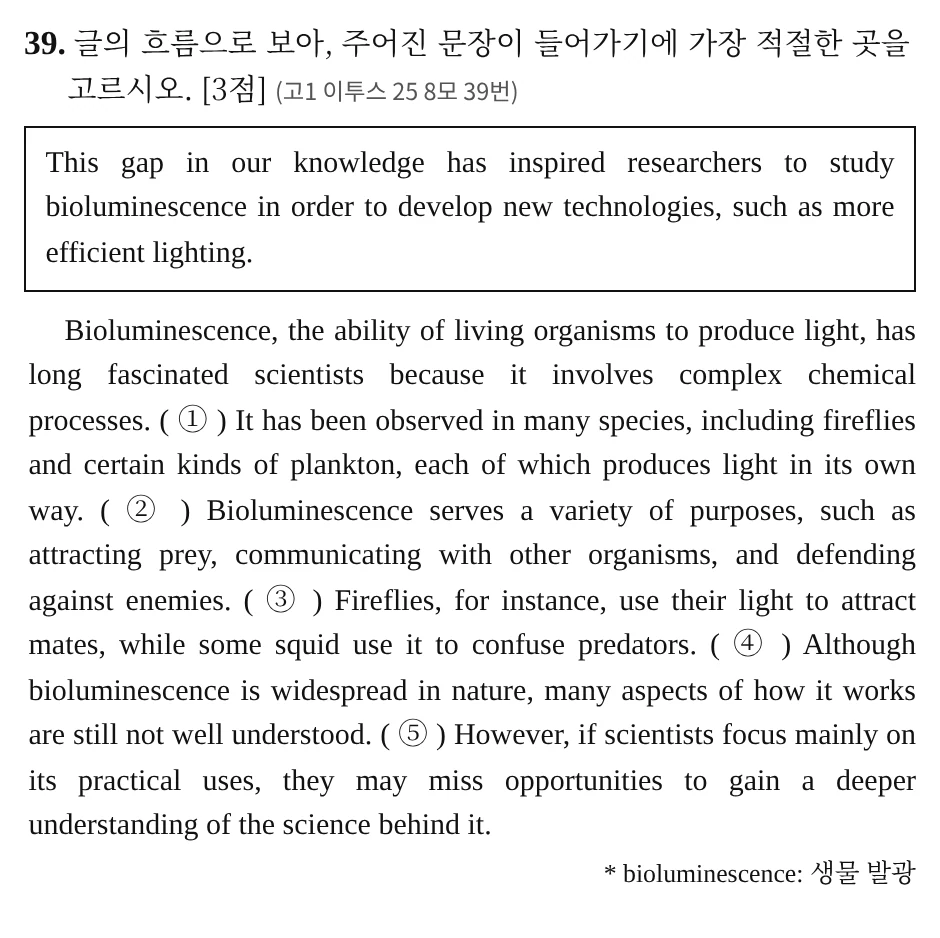 39. 글의 흐름으로 보아, 주어진 문장이 들어가기에 가장 적절한 곳을
고르시오. [3점] (고1 이투스 25 8모 39번)
This gap in our knowledge has inspired researchers to study
bioluminescence in order to develop new technologies, such as more
efficient lighting.
Bioluminescence, the ability of living organisms to produce light, has
long fascinated scientists because it involves complex chemical
processes. ( ① ) It has been observed in many species, including fireflies
and certain kinds of plankton, each of which produces light in its own
way. ( ② ) Bioluminescence serves a variety of purposes, such as
attracting prey, communicating with other organisms, and defending
against enemies. ( ③ ) Fireflies, for instance, use their light to attract
mates, while some squid use it to confuse predators. ( ④ ) Although
bioluminescence is widespread in nature, many aspects of how it works
are still not well understood. ( ⑤ ) However, if scientists focus mainly on
its practical uses, they may miss opportunities to gain a deeper
understanding of the science behind it.
* bioluminescence: 생물 발광